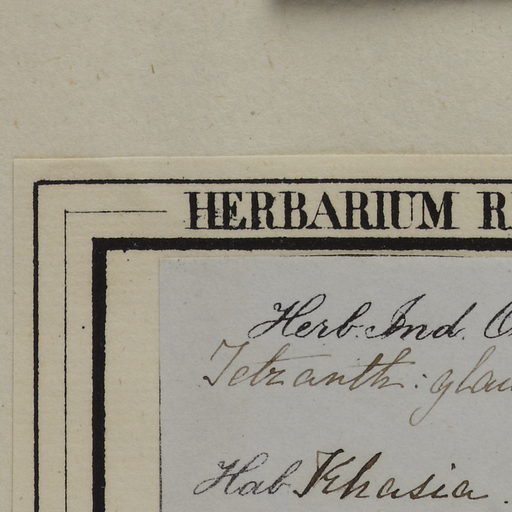 HERBARIUM R
Herb. Ind. O
Tetranth: glau
Hab Khasia.